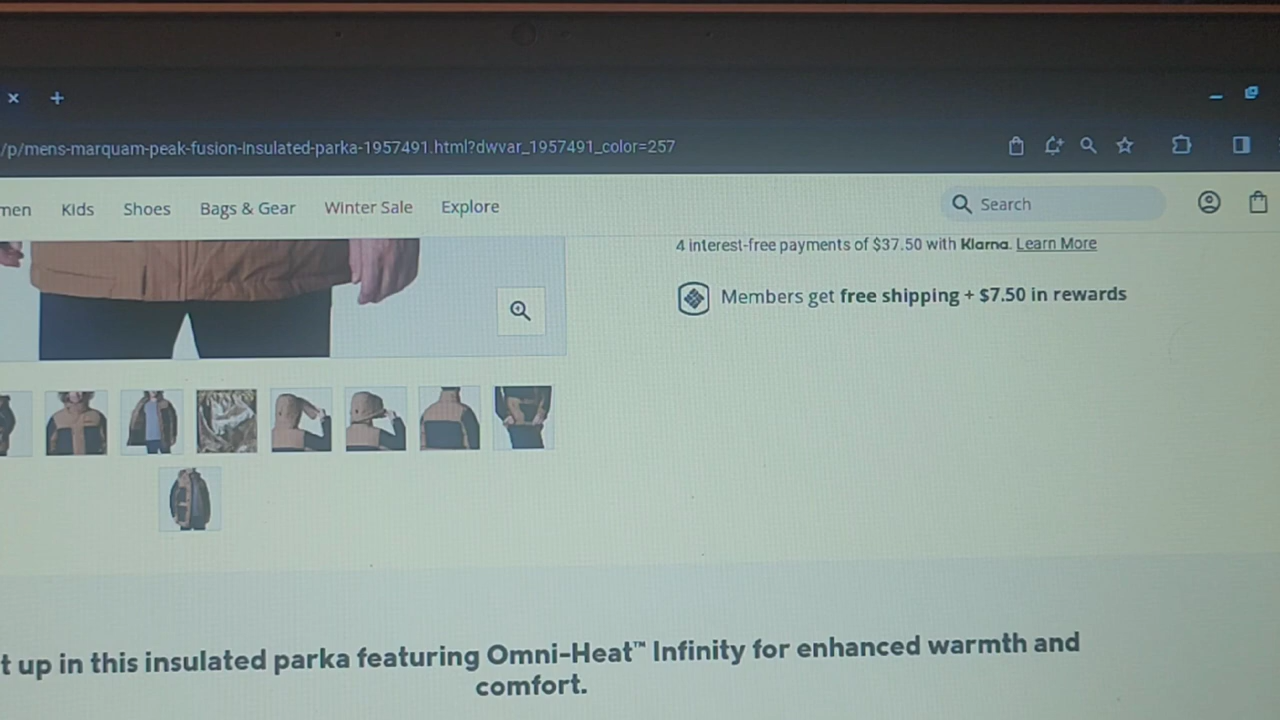 /p/mens-marquam-peak-fusion-insulated-parka-1957491.html?dwvar_1957491_color=257
men Kids Shoes Bags & Gear Winter Sale Explore Search
4 interest-free payments of $37.50 with Klarna. Learn More
Members get free shipping + $7.50 in rewards
t up in this insulated parka featuring Omni-Heat™ Infinity for enhanced warmth and
comfort.